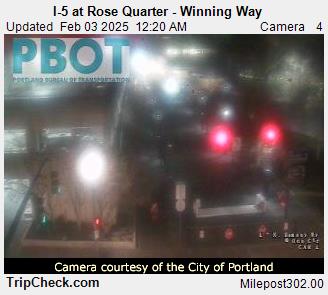 I-5 at Rose Quarter - Winning Way
Updated Feb 03 2025 12:20 AM Camera 4
PBOT
PORTLAND BUREAU OF TRANSPORTATION
Camera courtesy of the City of Portland
TripCheck.com Milepost302.00